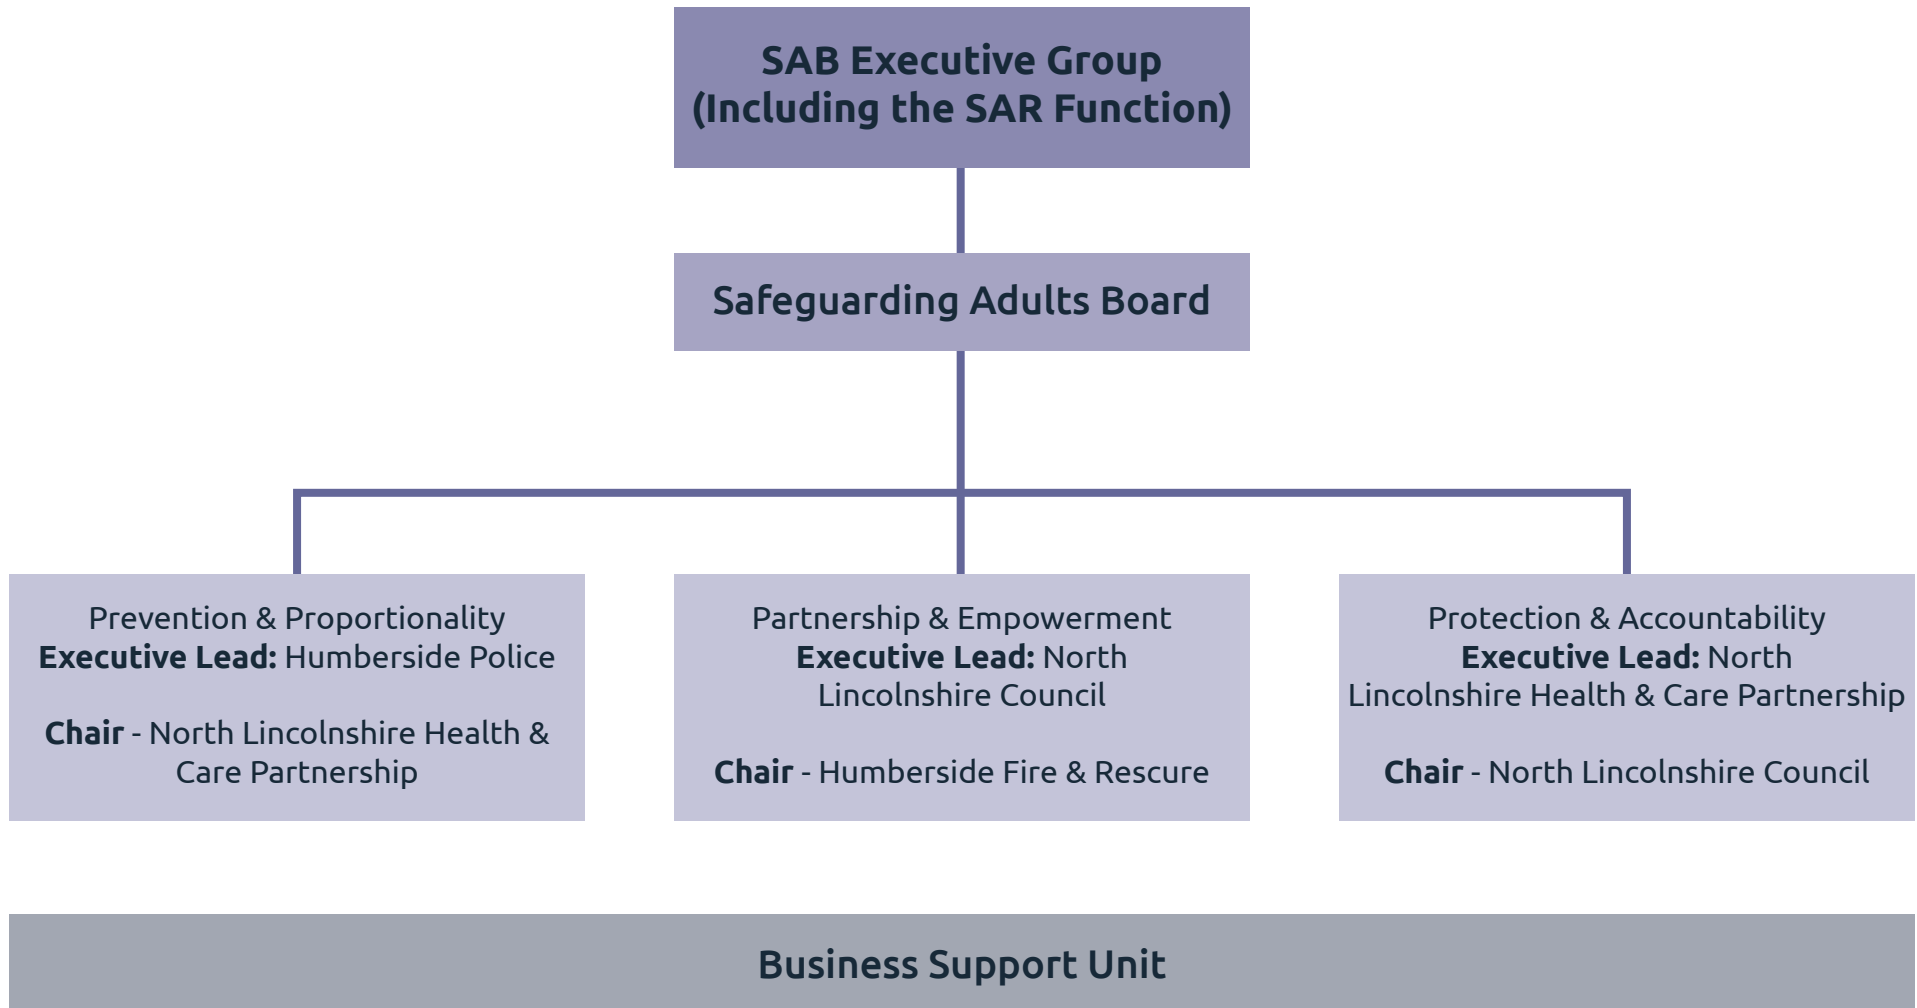 SAB Executive Group
(Including the SAR Function)
Safeguarding Adults Board
Prevention & Proportionality
Executive Lead: Humberside Police
Chair - North Lincolnshire Health &
Care Partnership
Partnership & Empowerment
Executive Lead: North
Lincolnshire Council
Chair - Humberside Fire & Rescure
Protection & Accountability
Executive Lead: North
Lincolnshire Health & Care Partnership
Chair - North Lincolnshire Council
Business Support Unit